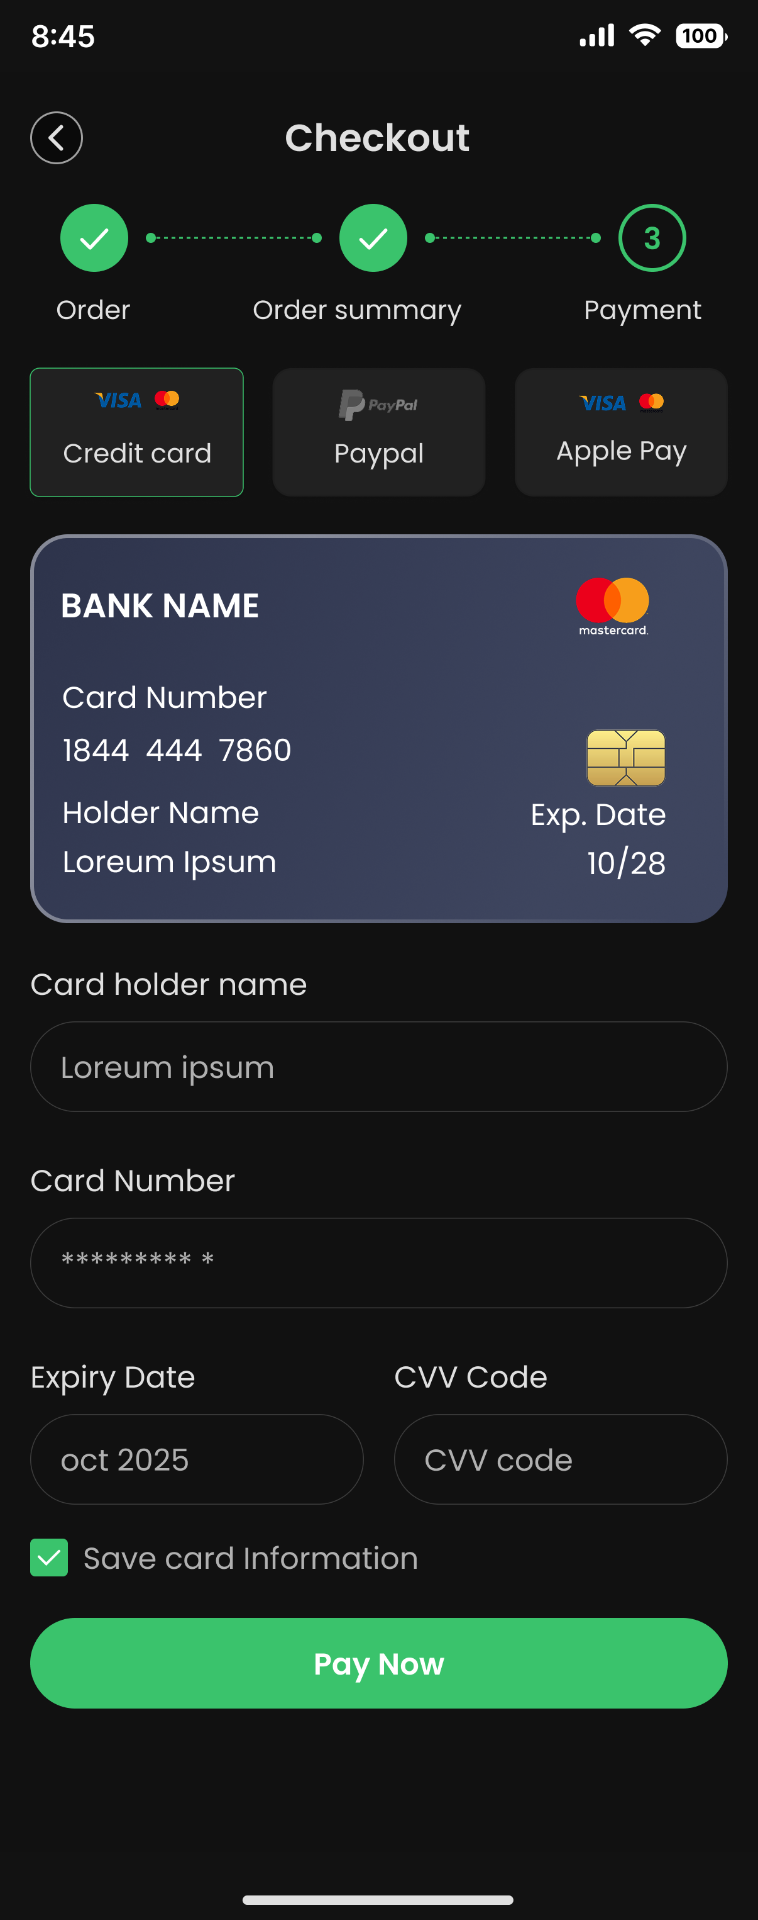 8:45 100
Checkout
3
Order Order summary Payment
VISA PayPal VISA
Credit card Paypal Apple Pay
BANK NAME
mastercard.
Card Number
1844 444 7860
Holder Name
Exp. Date
Loreum Ipsum
10/28
Card holder name
Loreum ipsum
Card Number
********* *
Expiry Date CVV Code
oct 2025 CVV code
Save card Information
Pay Now